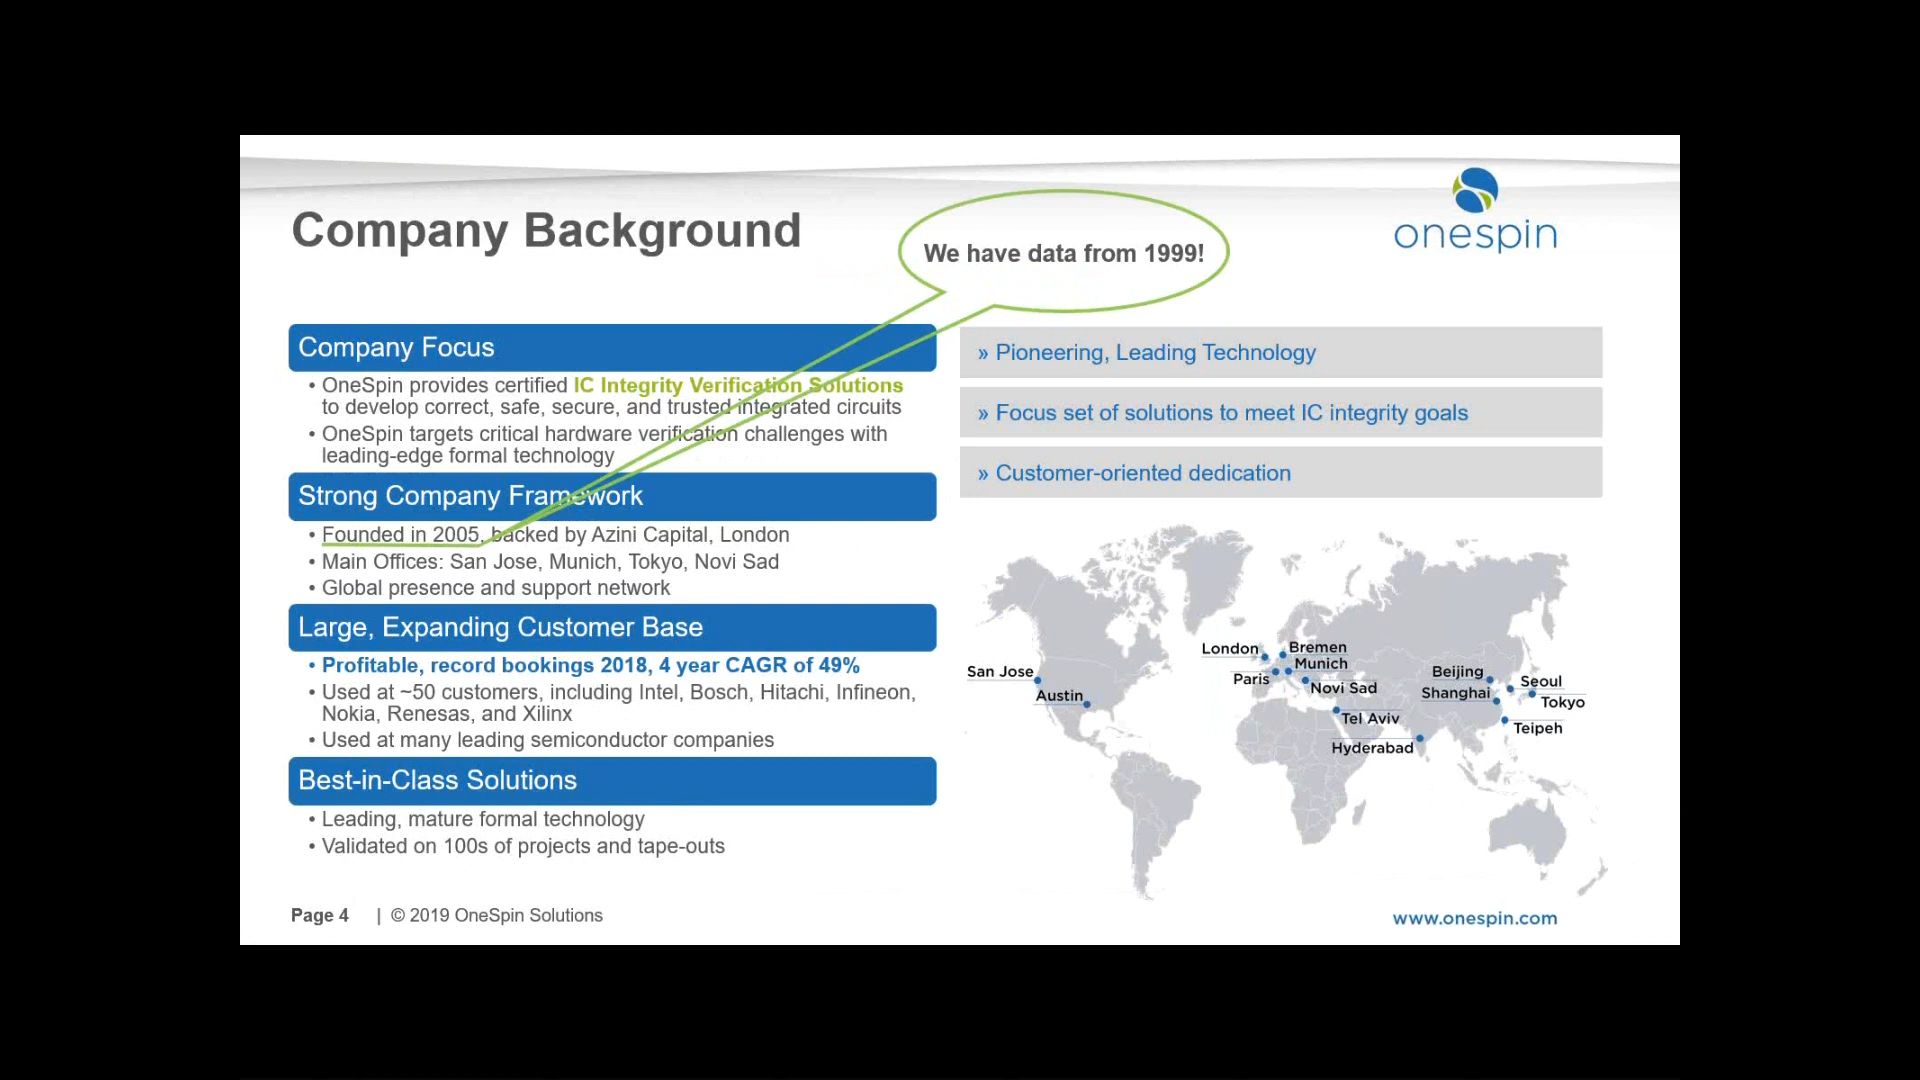 Company Background
We have data from 1999!
onespin
Company Focus
• OneSpin provides certified IC Integrity Verification Solutions
to develop correct, safe, secure, and trusted integrated circuits
• OneSpin targets critical hardware verification challenges with
leading-edge formal technology
Strong Company Framework
• Founded in 2005, backed by Azini Capital, London
• Main Offices: San Jose, Munich, Tokyo, Novi Sad
• Global presence and support network
Large, Expanding Customer Base
• Profitable, record bookings 2018, 4 year CAGR of 49%
• Used at ~50 customers, including Intel, Bosch, Hitachi, Infineon,
Nokia, Renesas, and Xilinx
• Used at many leading semiconductor companies
Best-in-Class Solutions
• Leading, mature formal technology
• Validated on 100s of projects and tape-outs
» Pioneering, Leading Technology
» Focus set of solutions to meet IC integrity goals
» Customer-oriented dedication
San Jose
Austin
London
Bremen
Munich
Paris
Novi Sad
Tel Aviv
Hyderabad
Beijing
Shanghai
Seoul
Tokyo
Teipeh
Page 4 | © 2019 OneSpin Solutions
www.onespin.com